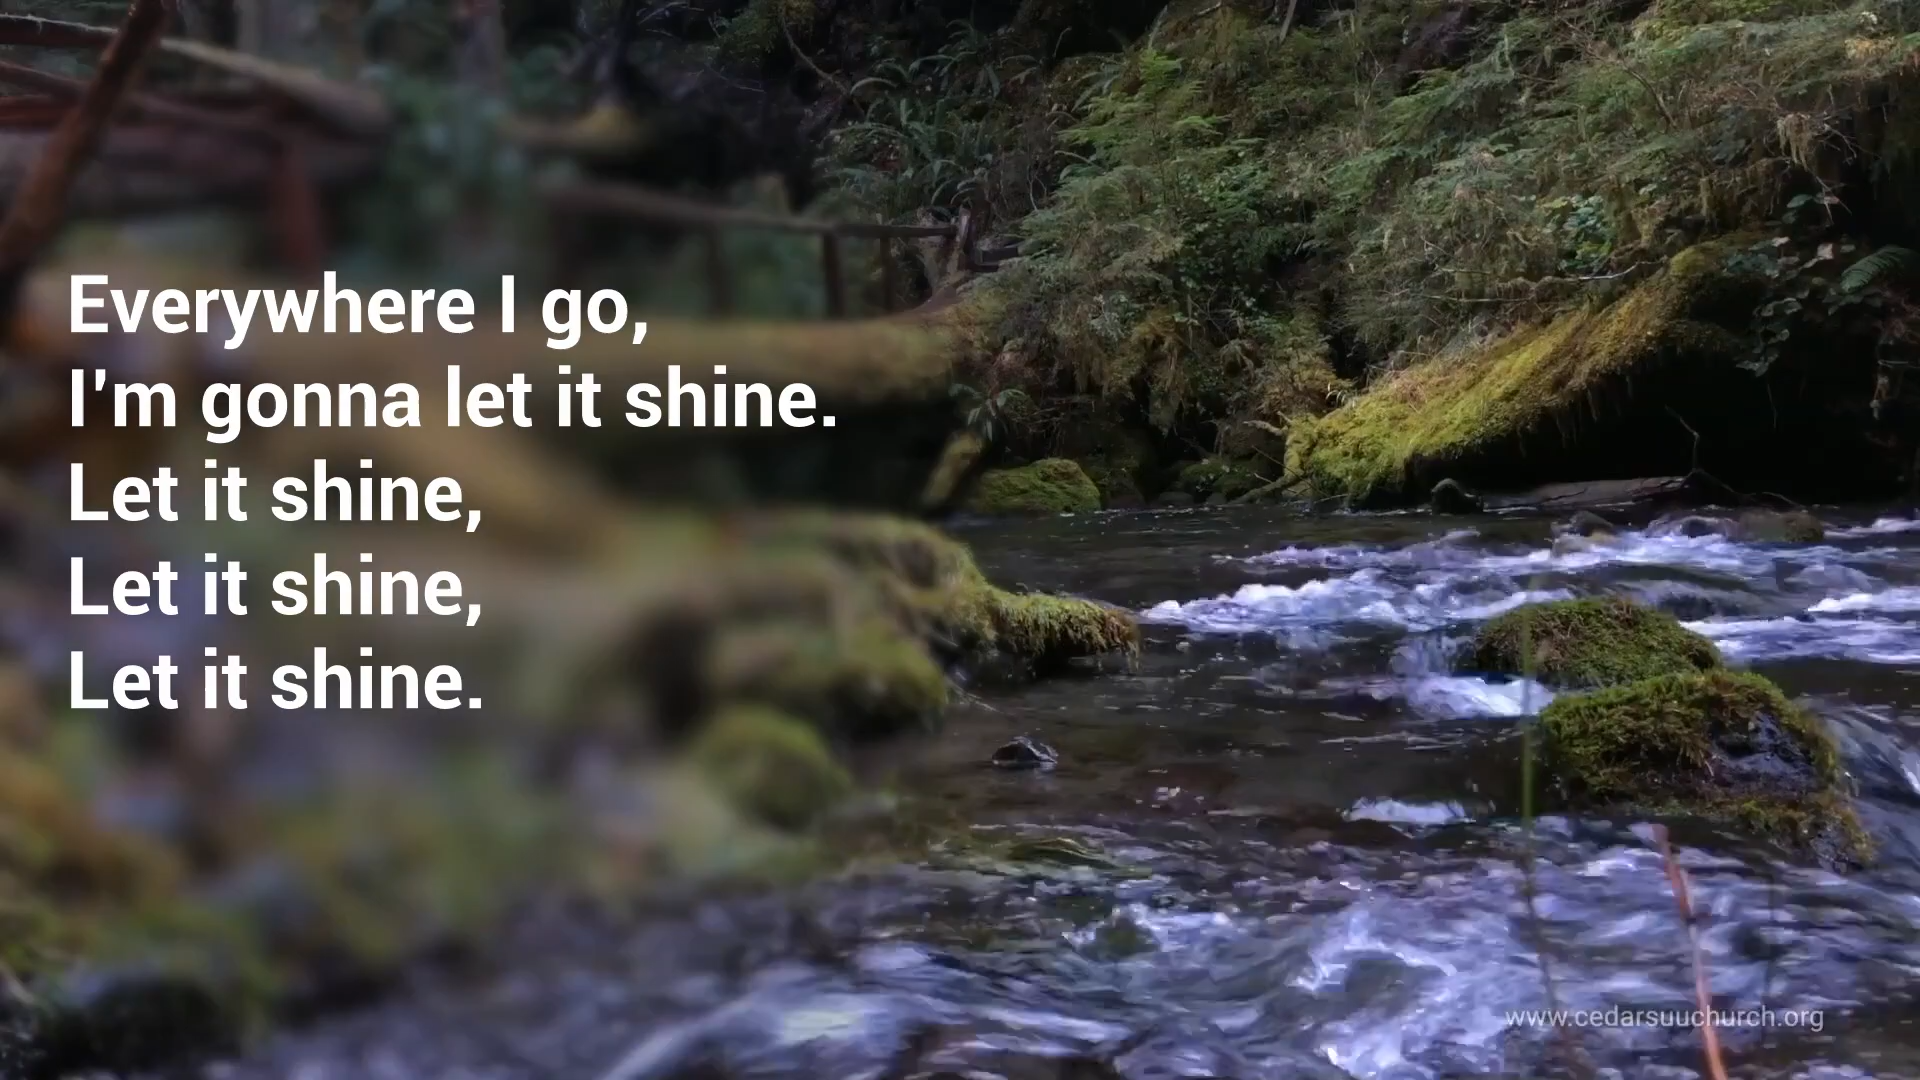 Everywhere I go,
I'm gonna let it shine.
Let it shine,
Let it shine,
Let it shine.
www.cedarsuuchurch.org